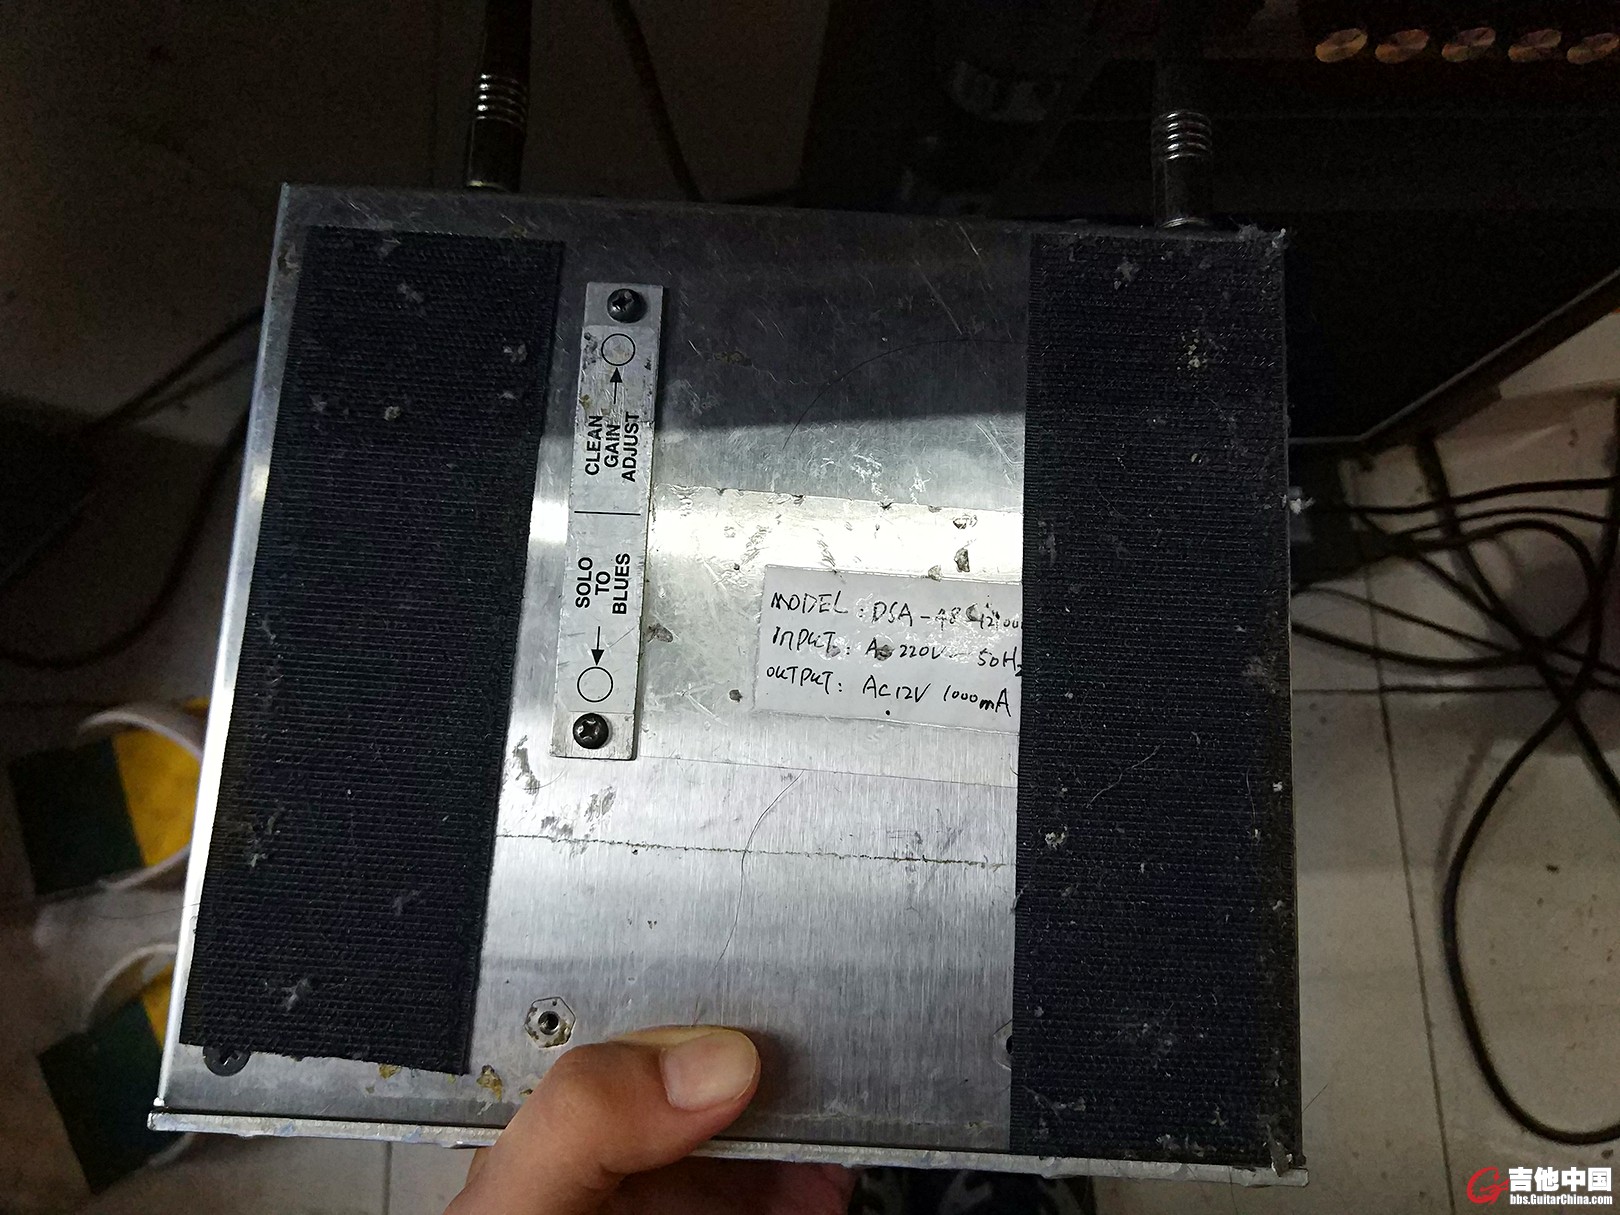 CLEAN
GAIN
ADJUST
SOLO
TO
BLUES
MODEL: DSA-48
INPUT: 220V 50Hz
OUTPUT: AC12V 1000mA
吉他中国
bbs.GuitarChina.com